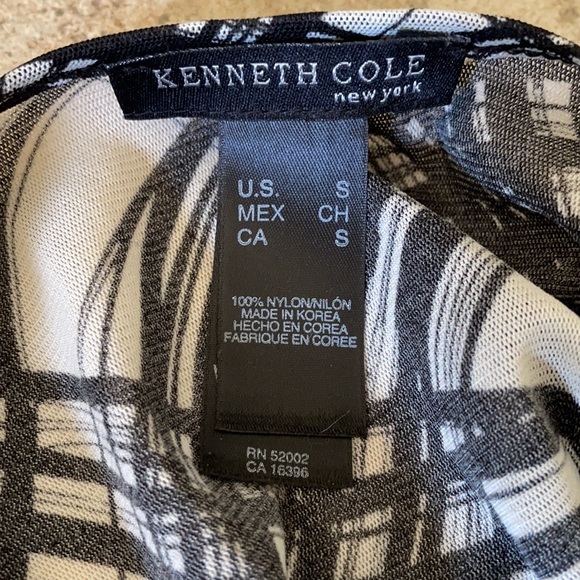 KENNETH COLE
new york
U.S. S
MEX CH
CA S
100% NYLON/NILÓN
MADE IN KOREA
HECHO EN COREA
FABRIQUE EN CORÉE
RN 52002
CA 16396